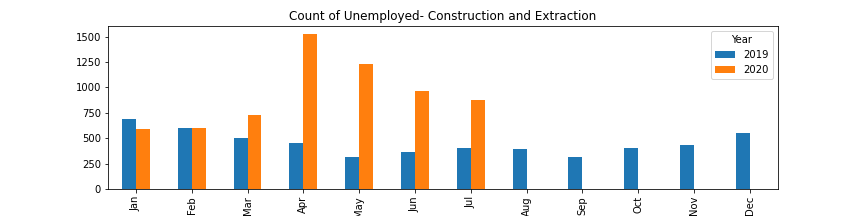 Count of Unemployed- Construction and Extraction
Year
2019
2020
1500
1250
1000
750
500
250
0
Jan
Feb
Mar
Apr
May
Jun
Jul
Aug
Sep
Oct
Nov
Dec